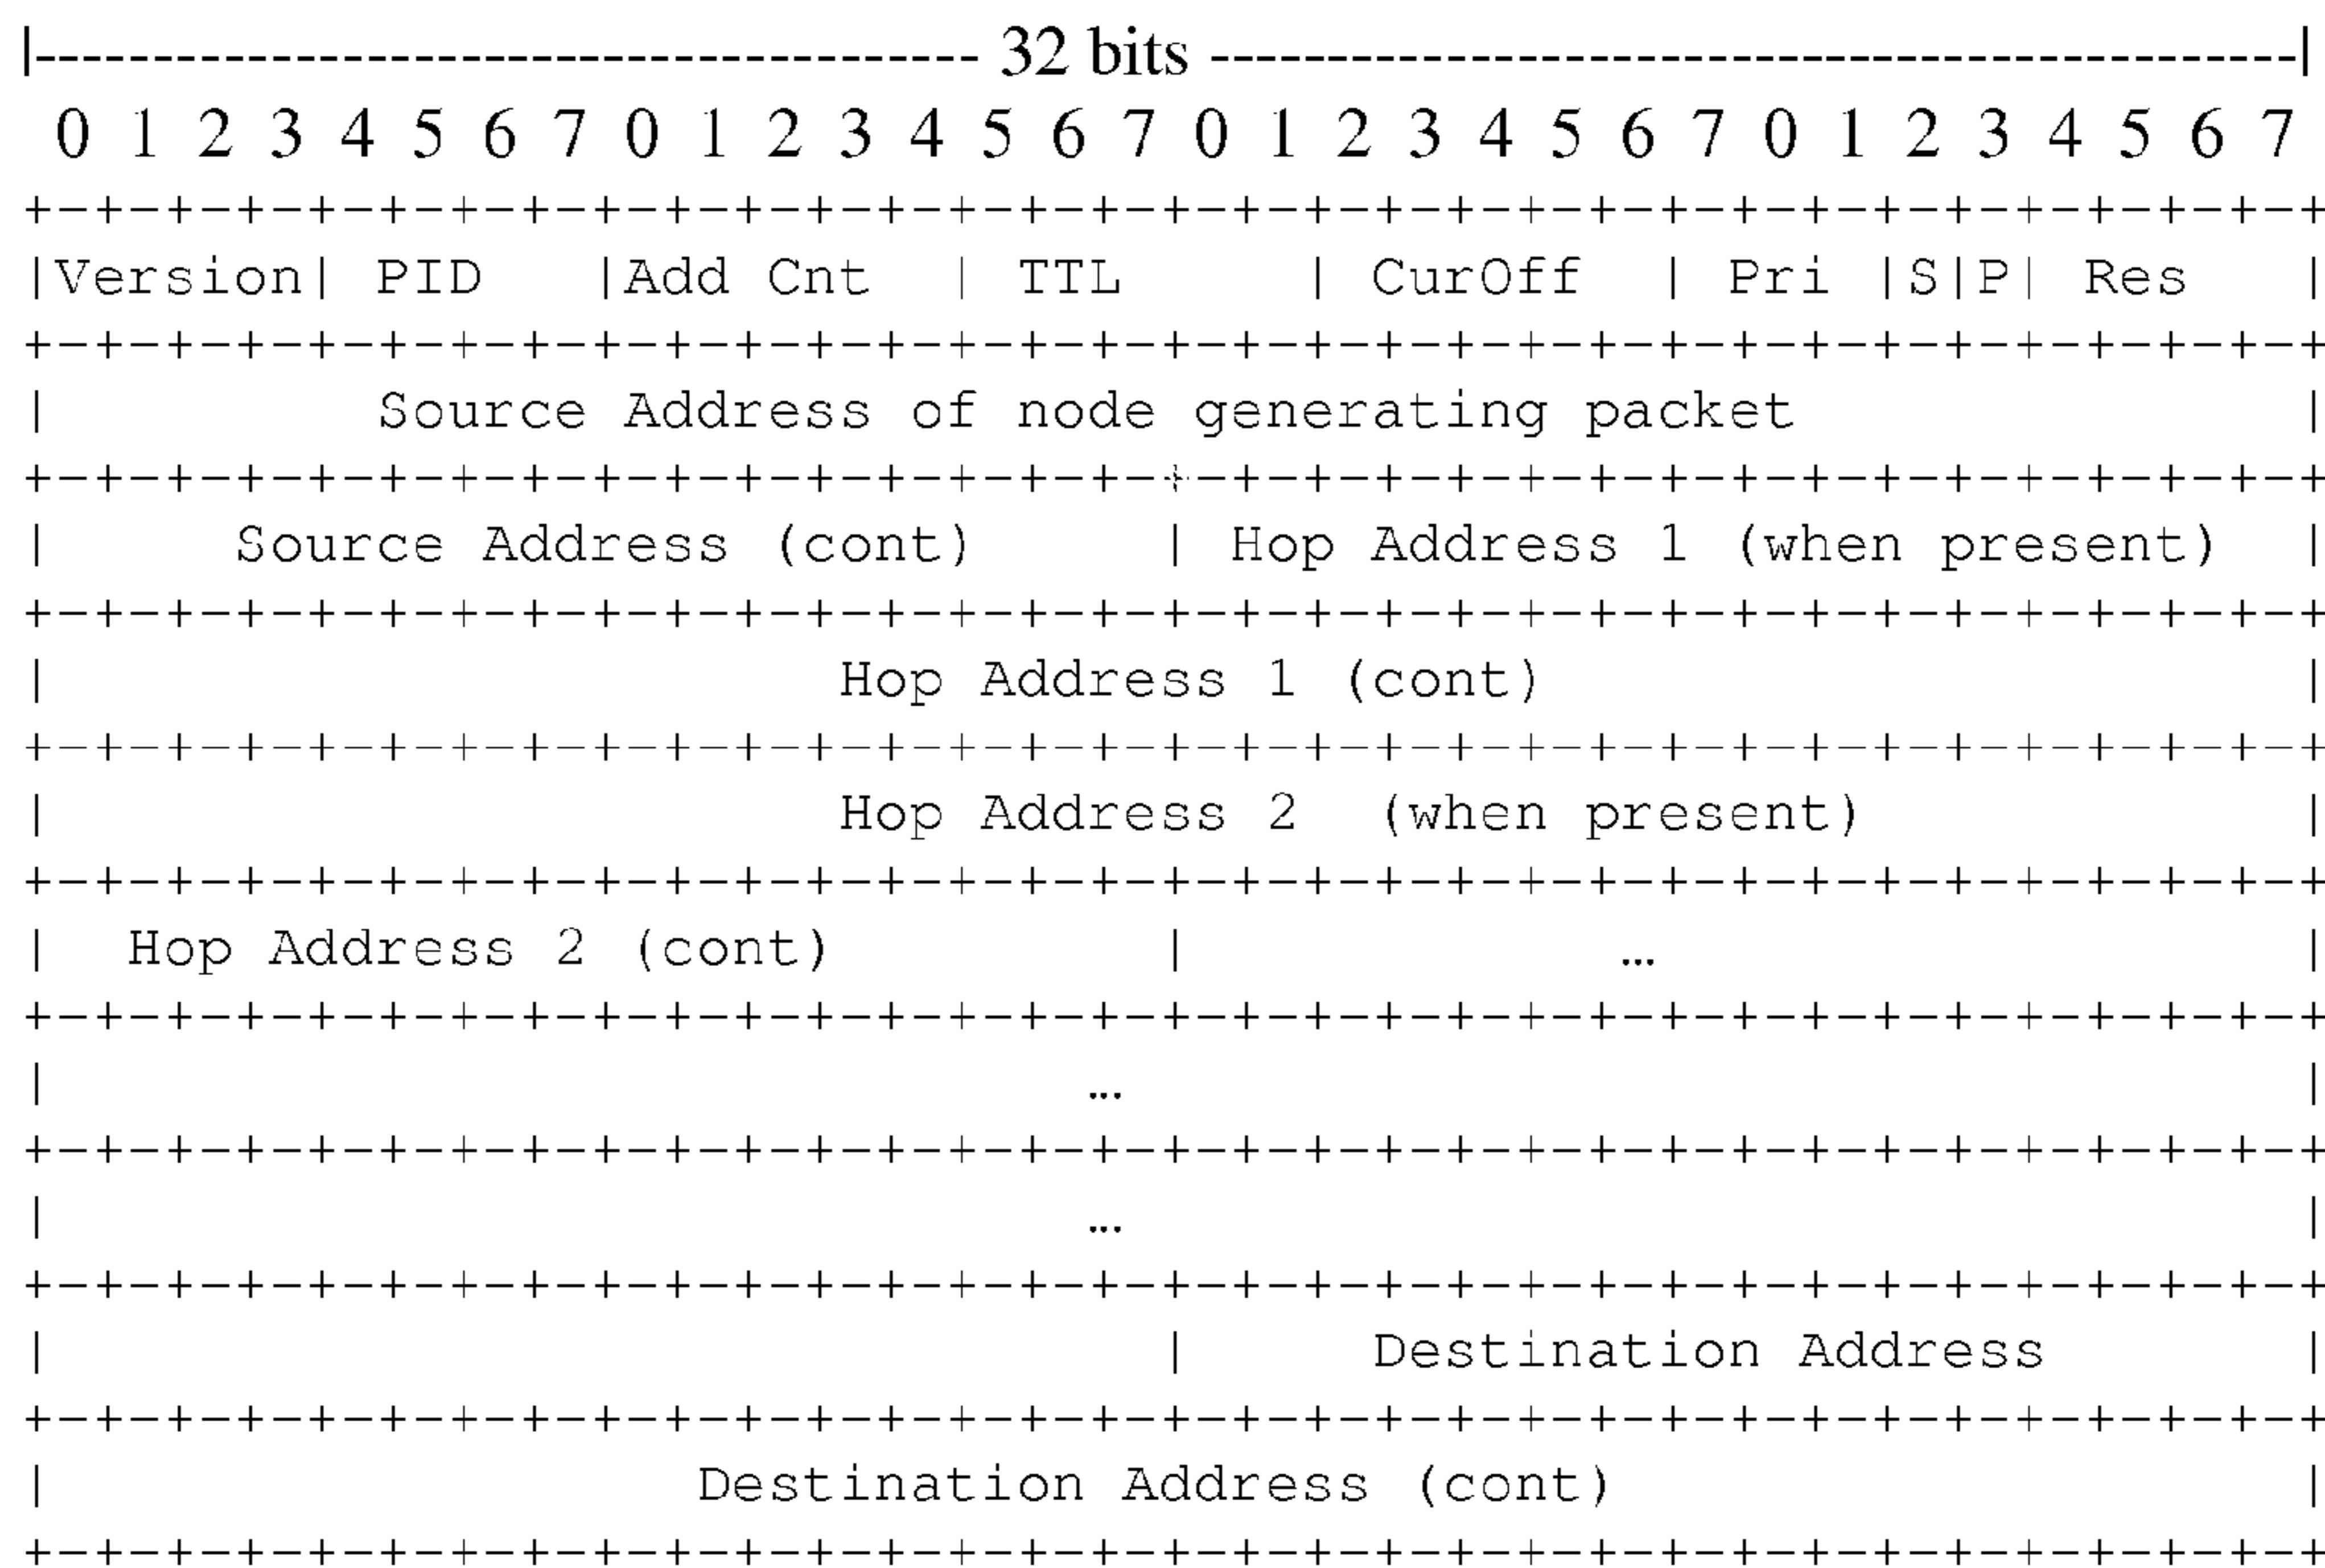 |---------------------------------------- 32 bits ----------------------------------------------|
0 1 2 3 4 5 6 7 0 1 2 3 4 5 6 7 0 1 2 3 4 5 6 7 0 1 2 3 4 5 6 7
+-+-+-+-+-+-+-+-+-+-+-+-+-+-+-+-+-+-+-+-+-+-+-+-+-+-+-+-+-+-+-+-+
|Version| PID   |Add Cnt  | TTL     | CurOff  | Pri |S|P| Res   |
+-+-+-+-+-+-+-+-+-+-+-+-+-+-+-+-+-+-+-+-+-+-+-+-+-+-+-+-+-+-+-+-+
|         Source Address of node generating packet              |
+-+-+-+-+-+-+-+-+-+-+-+-+-+-+-+-+-+-+-+-+-+-+-+-+-+-+-+-+-+-+-+-+
|     Source Address (cont)     | Hop Address 1 (when present)  |
+-+-+-+-+-+-+-+-+-+-+-+-+-+-+-+-+-+-+-+-+-+-+-+-+-+-+-+-+-+-+-+-+
|                      Hop Address 1 (cont)                     |
+-+-+-+-+-+-+-+-+-+-+-+-+-+-+-+-+-+-+-+-+-+-+-+-+-+-+-+-+-+-+-+-+
|                      Hop Address 2  (when present)            |
+-+-+-+-+-+-+-+-+-+-+-+-+-+-+-+-+-+-+-+-+-+-+-+-+-+-+-+-+-+-+-+-+
|  Hop Address 2 (cont)         |            …                  |
+-+-+-+-+-+-+-+-+-+-+-+-+-+-+-+-+-+-+-+-+-+-+-+-+-+-+-+-+-+-+-+-+
|                             …                                 |
+-+-+-+-+-+-+-+-+-+-+-+-+-+-+-+-+-+-+-+-+-+-+-+-+-+-+-+-+-+-+-+-+
|                             …                                 |
+-+-+-+-+-+-+-+-+-+-+-+-+-+-+-+-+-+-+-+-+-+-+-+-+-+-+-+-+-+-+-+-+
|                               |     Destination Address       |
+-+-+-+-+-+-+-+-+-+-+-+-+-+-+-+-+-+-+-+-+-+-+-+-+-+-+-+-+-+-+-+-+
|                  Destination Address (cont)                   |
+-+-+-+-+-+-+-+-+-+-+-+-+-+-+-+-+-+-+-+-+-+-+-+-+-+-+-+-+-+-+-+-+